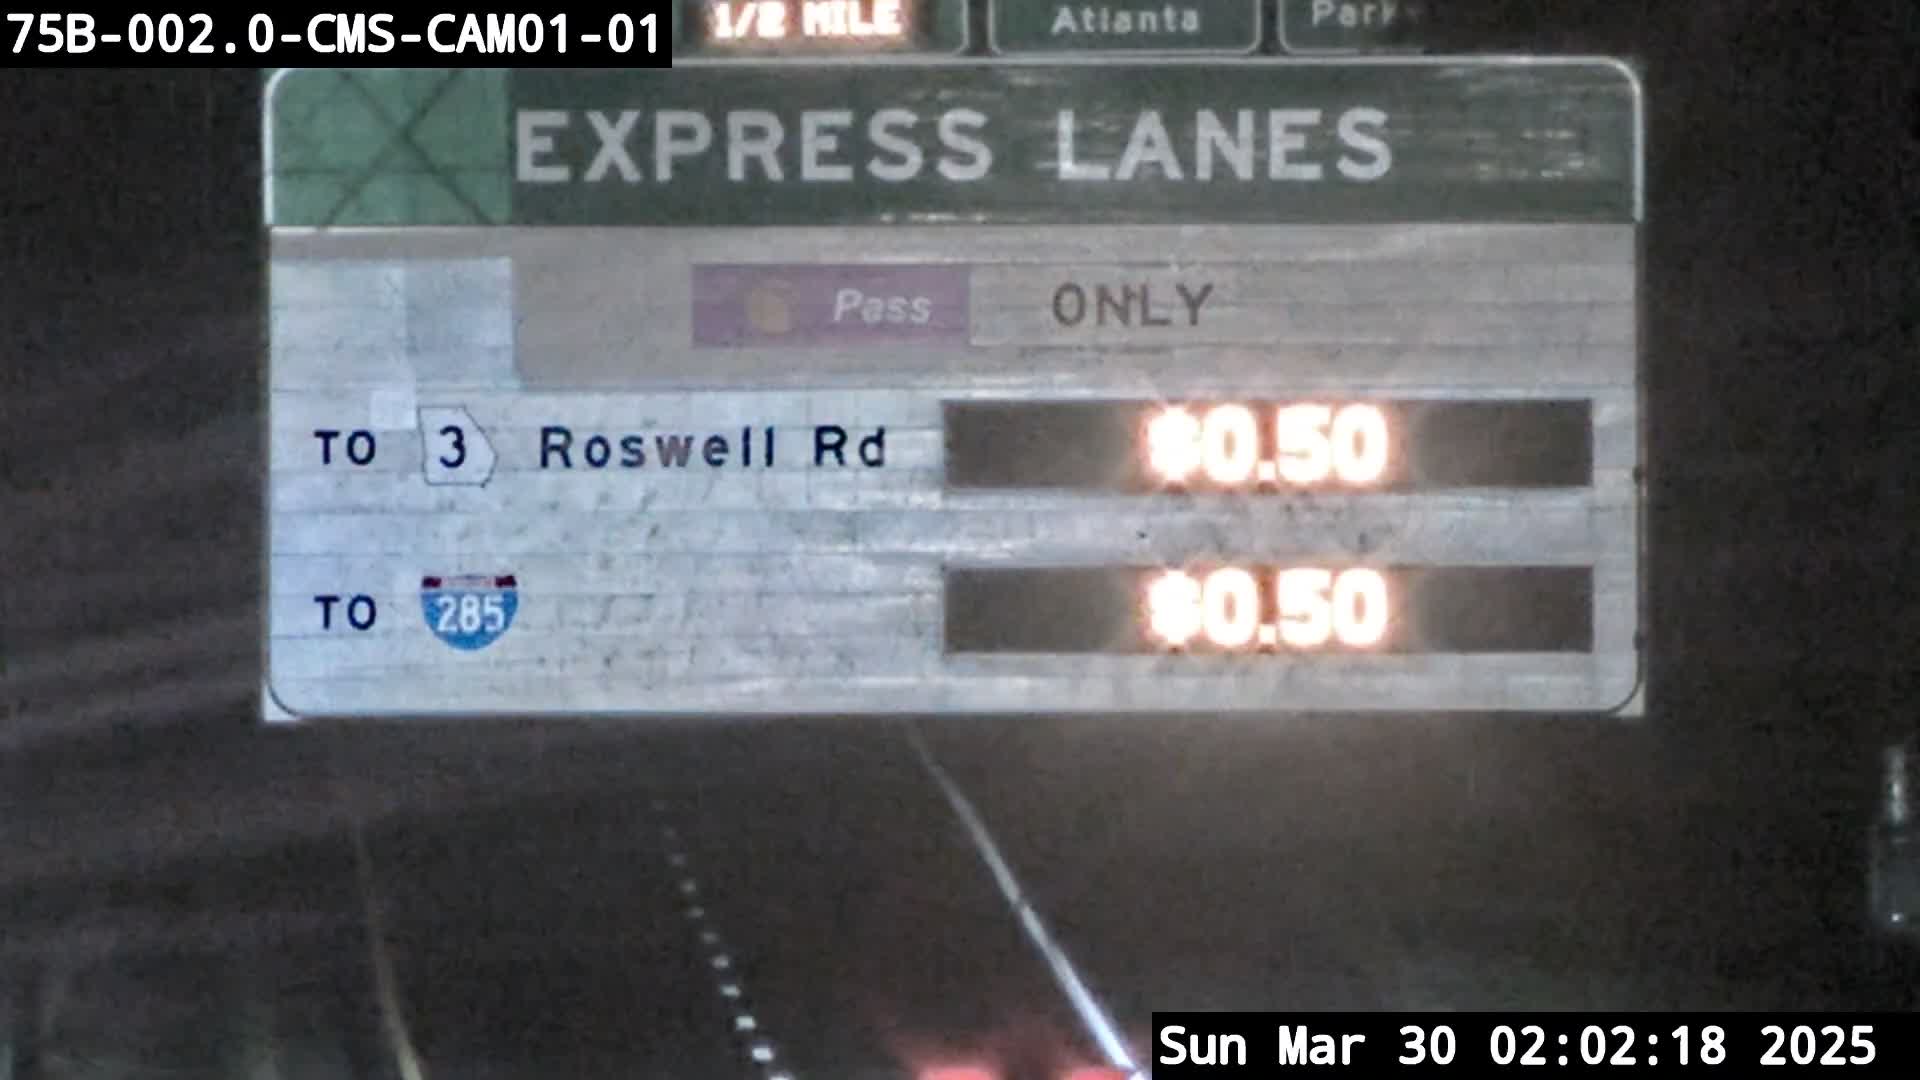 75B-002.0-CMS-CAM01-01
1/2 MILE
Atlanta
Park
EXPRESS LANES
Pass ONLY
TO 3 Roswell Rd $0.50
TO 285 $0.50
Sun Mar 30 02:02:18 2025